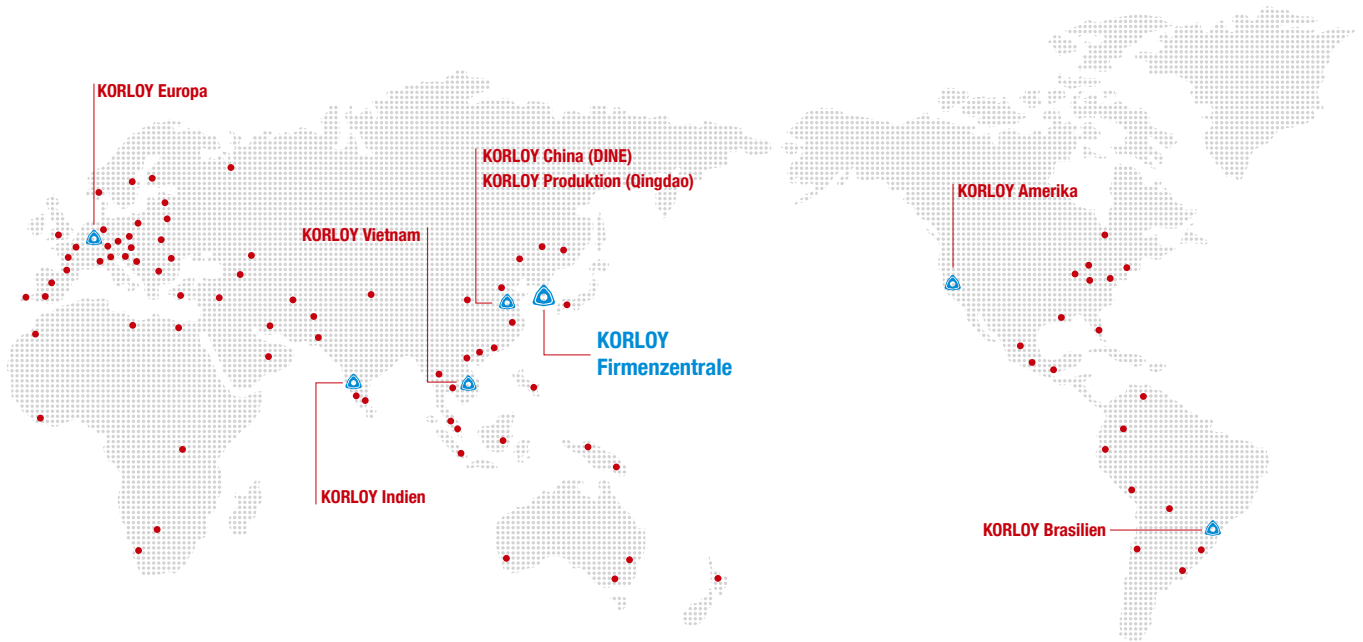 KORLOY Europa
KORLOY China (DINE)
KORLOY Produktion (Qingdao)
KORLOY Amerika
KORLOY Vietnam
KORLOY
Firmenzentrale
KORLOY Indien
KORLOY Brasilien